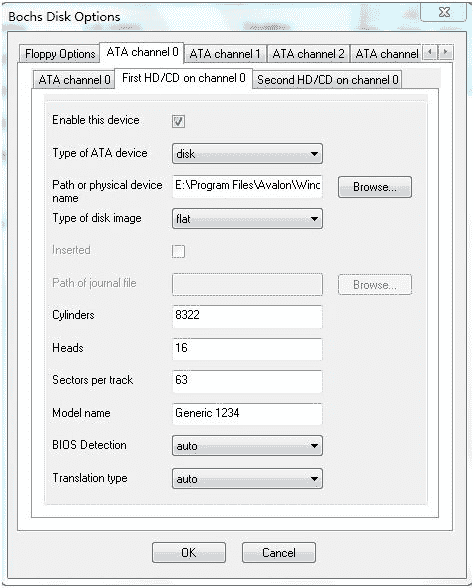 Bochs Disk Options
Floppy Options ATA channel 0 ATA channel 1 ATA channel 2 ATA channel
ATA channel 0 First HD/CD on channel 0 Second HD/CD on channel 0
Enable this device
Type of ATA device disk
Path or physical device
name E:\Program Files\Avalon\Winc Browse...
Type of disk image flat
Inserted
Path of journal file Browse...
Cylinders 8322
Heads 16
Sectors per track 63
Model name Generic 1234
BIOS Detection auto
Translation type auto
OK Cancel